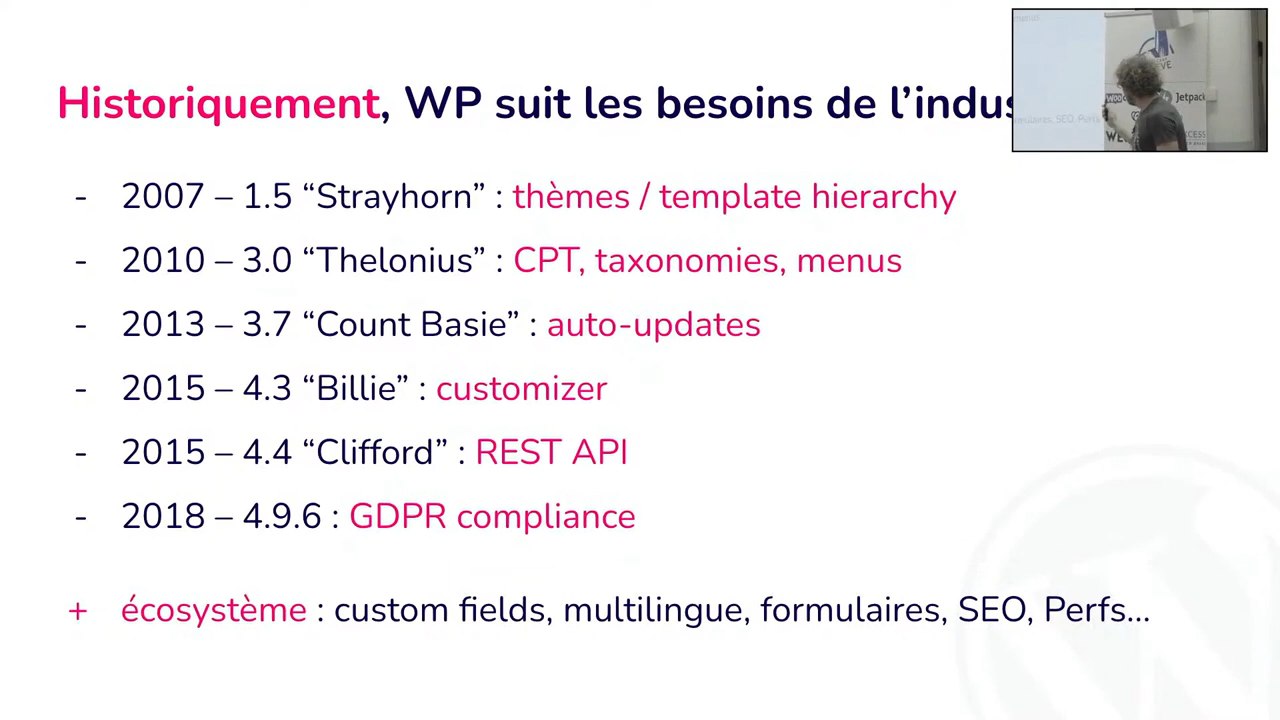 Historiquement, WP suit les besoins de l’indus
- 2007 – 1.5 “Strayhorn” : thèmes / template hierarchy
- 2010 – 3.0 “Thelonius” : CPT, taxonomies, menus
- 2013 – 3.7 “Count Basie” : auto-updates
- 2015 – 4.3 “Billie” : customizer
- 2015 – 4.4 “Clifford” : REST API
- 2018 – 4.9.6 : GDPR compliance
+ écosystème : custom fields, multilingue, formulaires, SEO, Perfs...
Jetpack